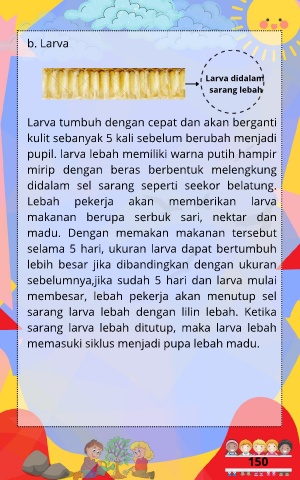 b. Larva
Larva didalam
sarang lebah
Larva tumbuh dengan cepat dan akan berganti
kulit sebanyak 5 kali sebelum berubah menjadi
pupil. larva lebah memiliki warna putih hampir
mirip dengan beras berbentuk melengkung
didalam sel sarang seperti seekor belatung.
Lebah pekerja akan memberikan larva
makanan berupa serbuk sari, nektar dan
madu. Dengan memakan makanan tersebut
selama 5 hari, ukuran larva dapat bertumbuh
lebih besar jika dibandingkan dengan ukuran
sebelumnya,jika sudah 5 hari dan larva mulai
membesar, lebah pekerja akan menutup sel
sarang larva lebah dengan lilin lebah. Ketika
sarang larva lebah ditutup, maka larva lebah
memasuki siklus menjadi pupa lebah madu.
150